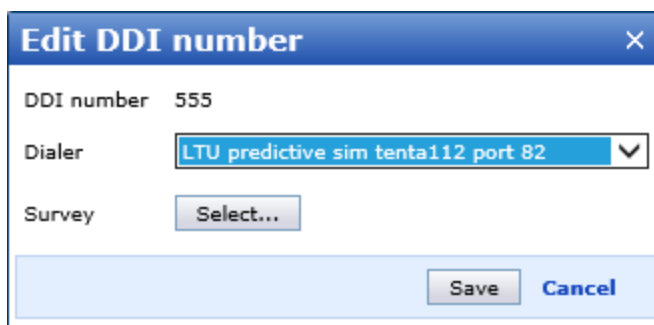 Edit DDI number
DDI number 555
Dialer LTU predictive sim tenta112 port 82
Survey Select...
Save Cancel